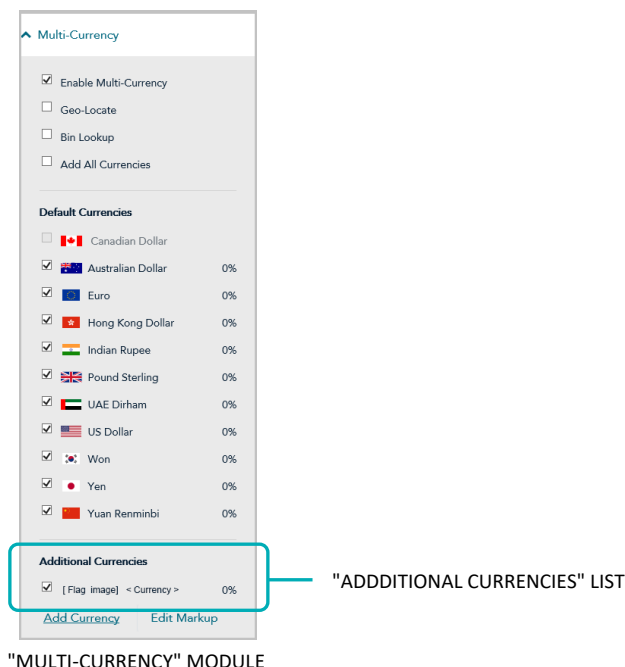 Multi-Currency
Enable Multi-Currency
Geo-Locate
Bin Lookup
Add All Currencies
Default Currencies
Canadian Dollar
Australian Dollar 0%
Euro 0%
Hong Kong Dollar 0%
Indian Rupee 0%
Pound Sterling 0%
UAE Dirham 0%
US Dollar 0%
Won 0%
Yen 0%
Yuan Renminbi 0%
Additional Currencies
[ Flag image] < Currency > 0%
"ADDDITIONAL CURRENCIES" LIST
Add Currency Edit Markup
"MULTI-CURRENCY" MODULE